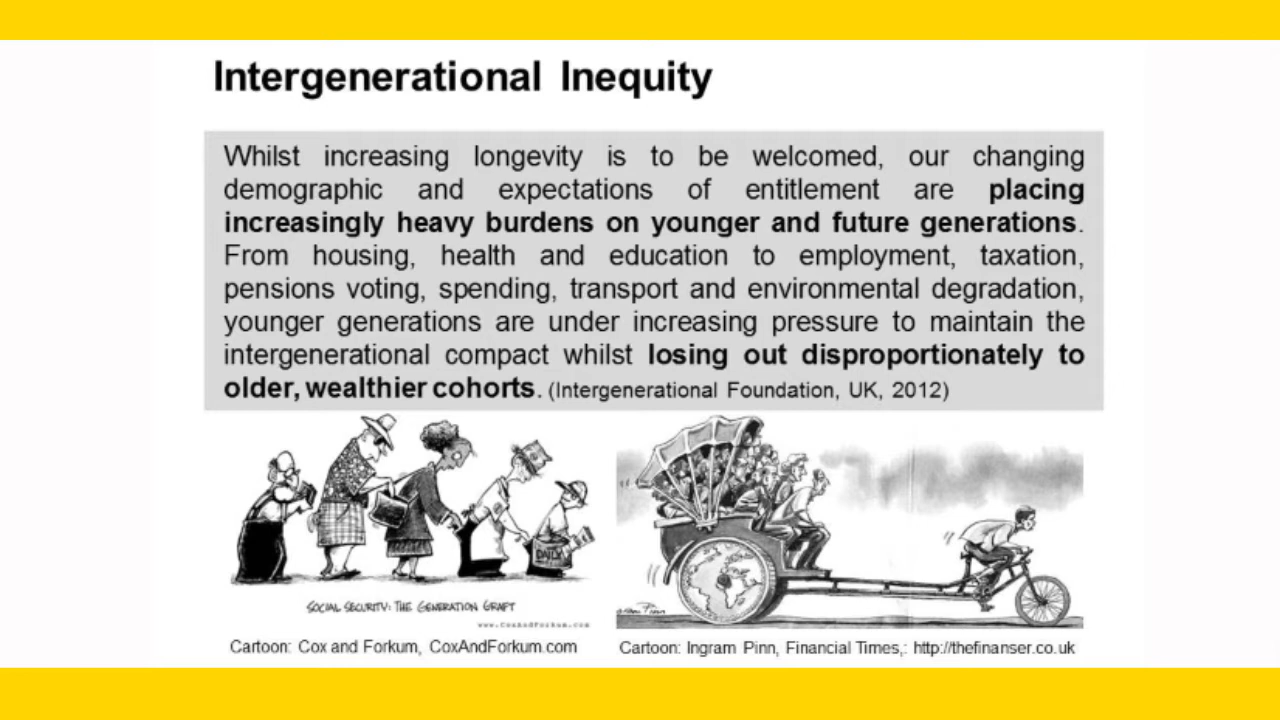 Intergenerational Inequity
Whilst increasing longevity is to be welcomed, our changing
demographic and expectations of entitlement are placing
increasingly heavy burdens on younger and future generations.
From housing, health and education to employment, taxation,
pensions voting, spending, transport and environmental degradation,
younger generations are under increasing pressure to maintain the
intergenerational compact whilst losing out disproportionately to
older, wealthier cohorts. (Intergenerational Foundation, UK, 2012)
DAILY
SOCIAL SECURITY: THE GENERATION GRAFT
www.CoxAndForkum.com
Cartoon: Cox and Forkum, CoxAndForkum.com
Cartoon: Ingram Pinn, Financial Times,: http://thefinanser.co.uk